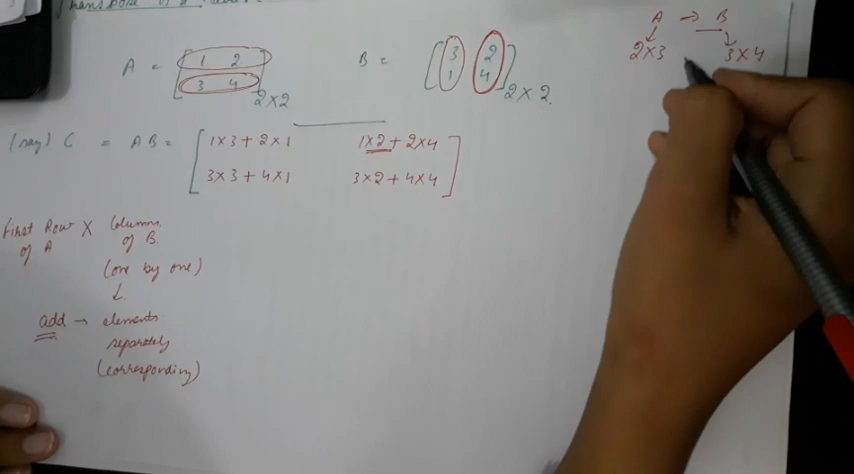 Transpose of a
A → B
2×3 3×4
A = [1 2
3 4] 2×2
B = [3 2
1 4] 2×2.
(say) C = AB = [1×3+2×1 1×2+2×4
3×3+4×1 3×2+4×4]
First Row X Columns
of A of B.
(one by one)
↓
add → elements
separately
(corresponding)